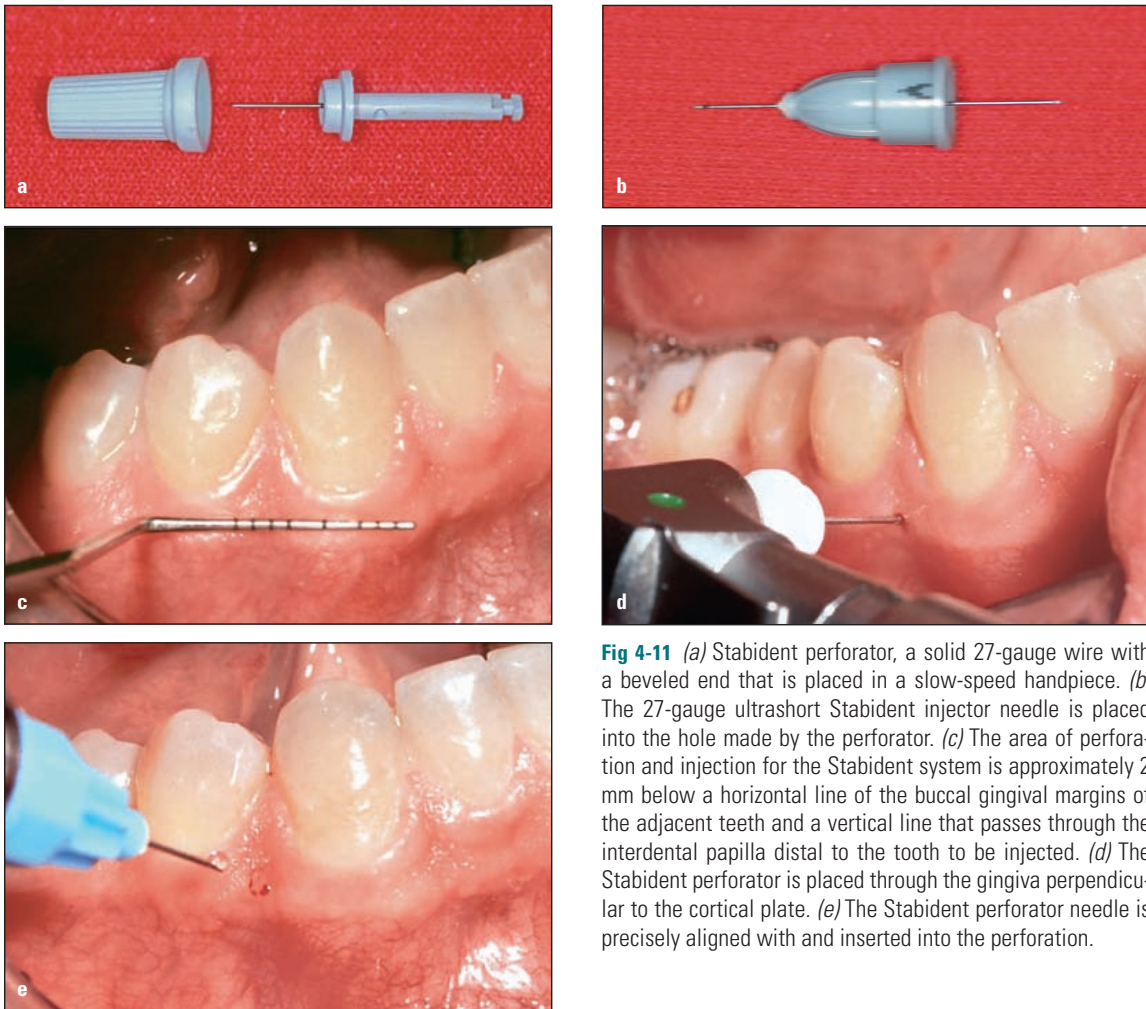 a
b
c
d
e
Fig 4-11 (a) Stabident perforator, a solid 27-gauge wire with
a beveled end that is placed in a slow-speed handpiece. (b
The 27-gauge ultrashort Stabident injector needle is placed
into the hole made by the perforator. (c) The area of perfora-
tion and injection for the Stabident system is approximately 2
mm below a horizontal line of the buccal gingival margins of
the adjacent teeth and a vertical line that passes through the
interdental papilla distal to the tooth to be injected. (d) The
Stabident perforator is placed through the gingiva perpendicu-
lar to the cortical plate. (e) The Stabident perforator needle is
precisely aligned with and inserted into the perforation.